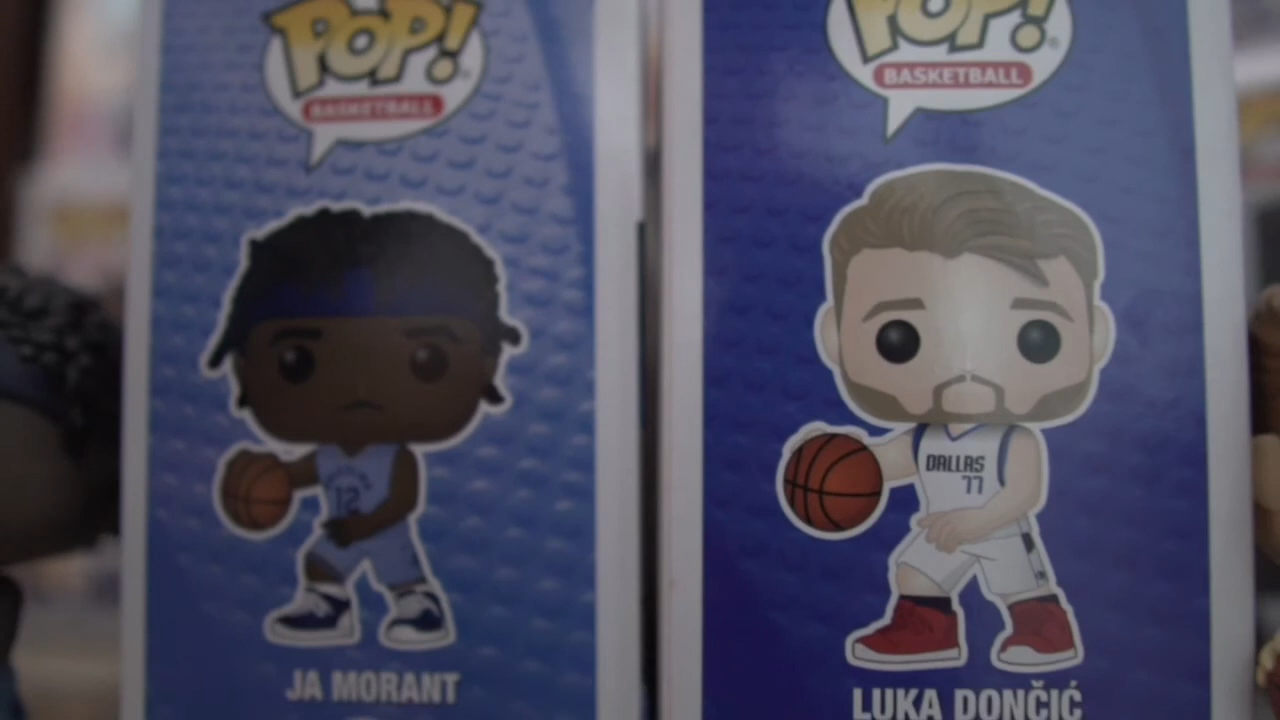 POP!
BASKETBALL
12
JA MORANT
POP!
BASKETBALL
DALLAS
77
LUKA DONČIĆ